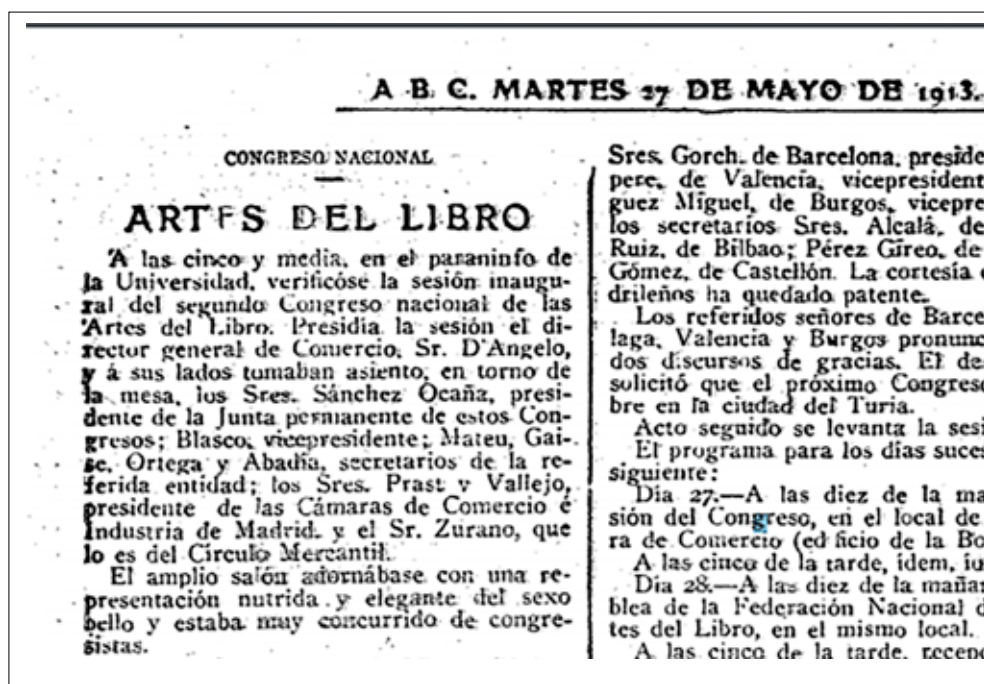 A B C. MARTES 27 DE MAYO DE 1913.
CONGRESO NACIONAL
ARTES DEL LIBRO
A las cinco y media, en el paraninfo de
la Universidad, verificóse la sesión inaugu-
ral del segundo Congreso nacional de las
Artes del Libro. Presidia la sesión el di-
rector general de Comercio, Sr. D'Angelo,
y á sus lados tomaban asiento, en torno de
la mesa, los Sres. Sánchez Ocaña, presi-
dente de la Junta permanente de estos Con-
gresos; Blasco, vicepresidente; Mateu, Gai-
se, Ortega y Abadía, secretarios de la re-
ferida entidad; los Sres. Prast y Vallejo,
presidente de las Cámaras de Comercio é
Industria de Madrid, y el Sr. Zurano, que
lo es del Círculo Mercantil.
El amplio salón adornábase con una re-
presentación nutrida y elegante del sexo
bello y estaba muy concurrido de congre-
sistas.
Sres. Gorch, de Barcelona, preside
pere, de Valencia, vicepresident
guez Miguel, de Burgos, vicepre
los secretarios Sres. Alcalá, de
Ruiz, de Bilbao; Pérez Gireo, de
Gómez, de Castellón. La cortesía
drileños ha quedado patente.
Los referidos señores de Barce
laga, Valencia y Burgos pronunc
dos discursos de gracias. El de
solicitó que el próximo Congreso
bre en la ciudad del Turia.
Acto seguido se levanta la sesi
El programa para los días suces
siguiente:
Dia 27.—A las diez de la ma
sión del Congreso, en el local de
ra de Comercio (edificio de la Bo
A las cinco de la tarde, idem, íd
Dia 28.—A las diez de la mañan
blea de la Federación Nacional d
tes del Libro, en el mismo local.
A las cinco de la tarde, recepc